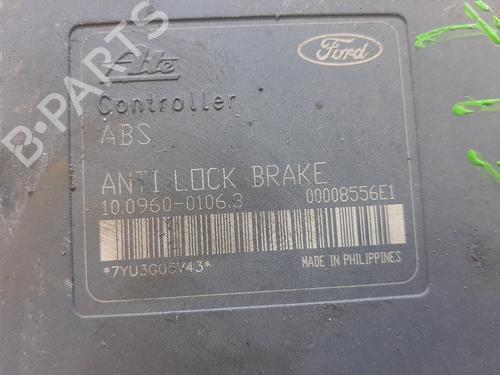 Ate
Ford
Controller
ABS
ANTI LOCK BRAKE
10.0960-0106.3 00008556E1
*7YU3G05V43*
MADE IN PHILIPPINES
B-PARTS